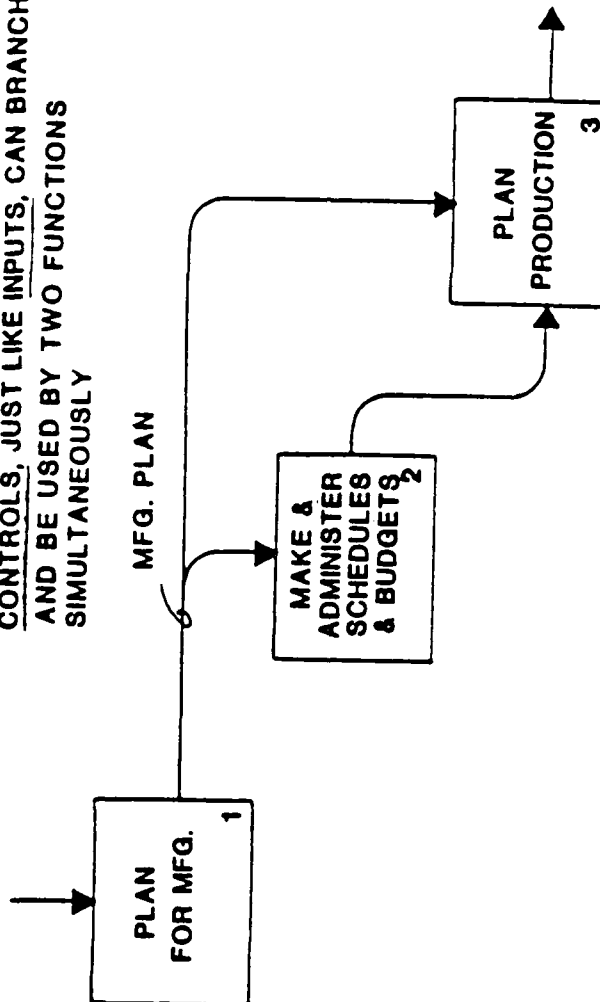 CONTROLS, JUST LIKE INPUTS, CAN BRANCH
AND BE USED BY TWO FUNCTIONS
SIMULTANEOUSLY
MFG. PLAN
PLAN
FOR MFG.
1
MAKE &
ADMINISTER
SCHEDULES
& BUDGETS
2
PLAN
PRODUCTION
3